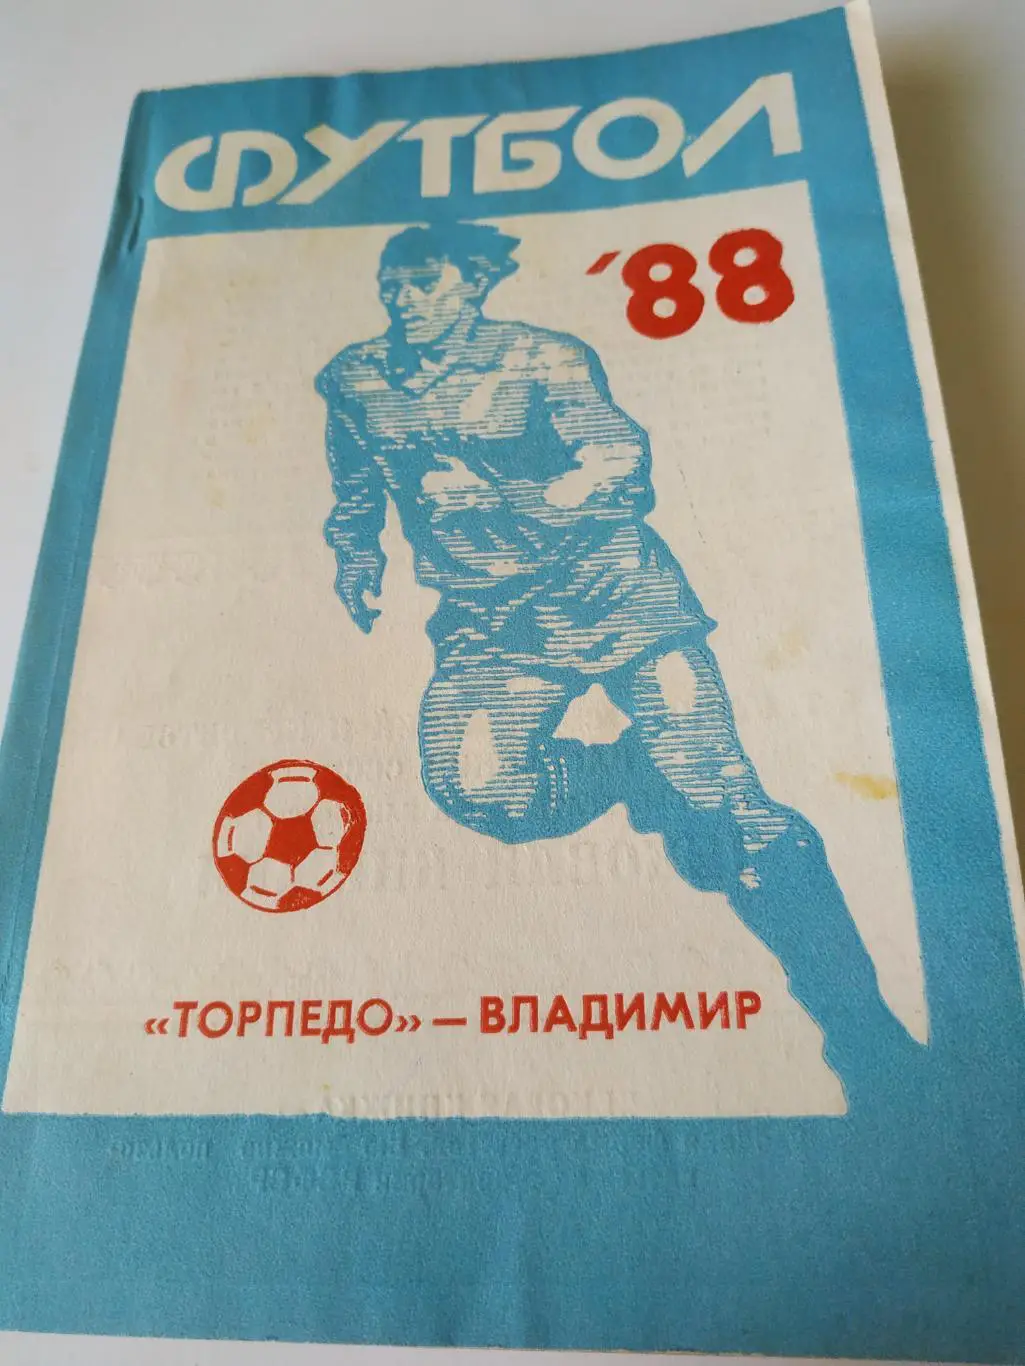 ФУТБОЛ
'88
«ТОРПЕДО» — ВЛАДИМИР